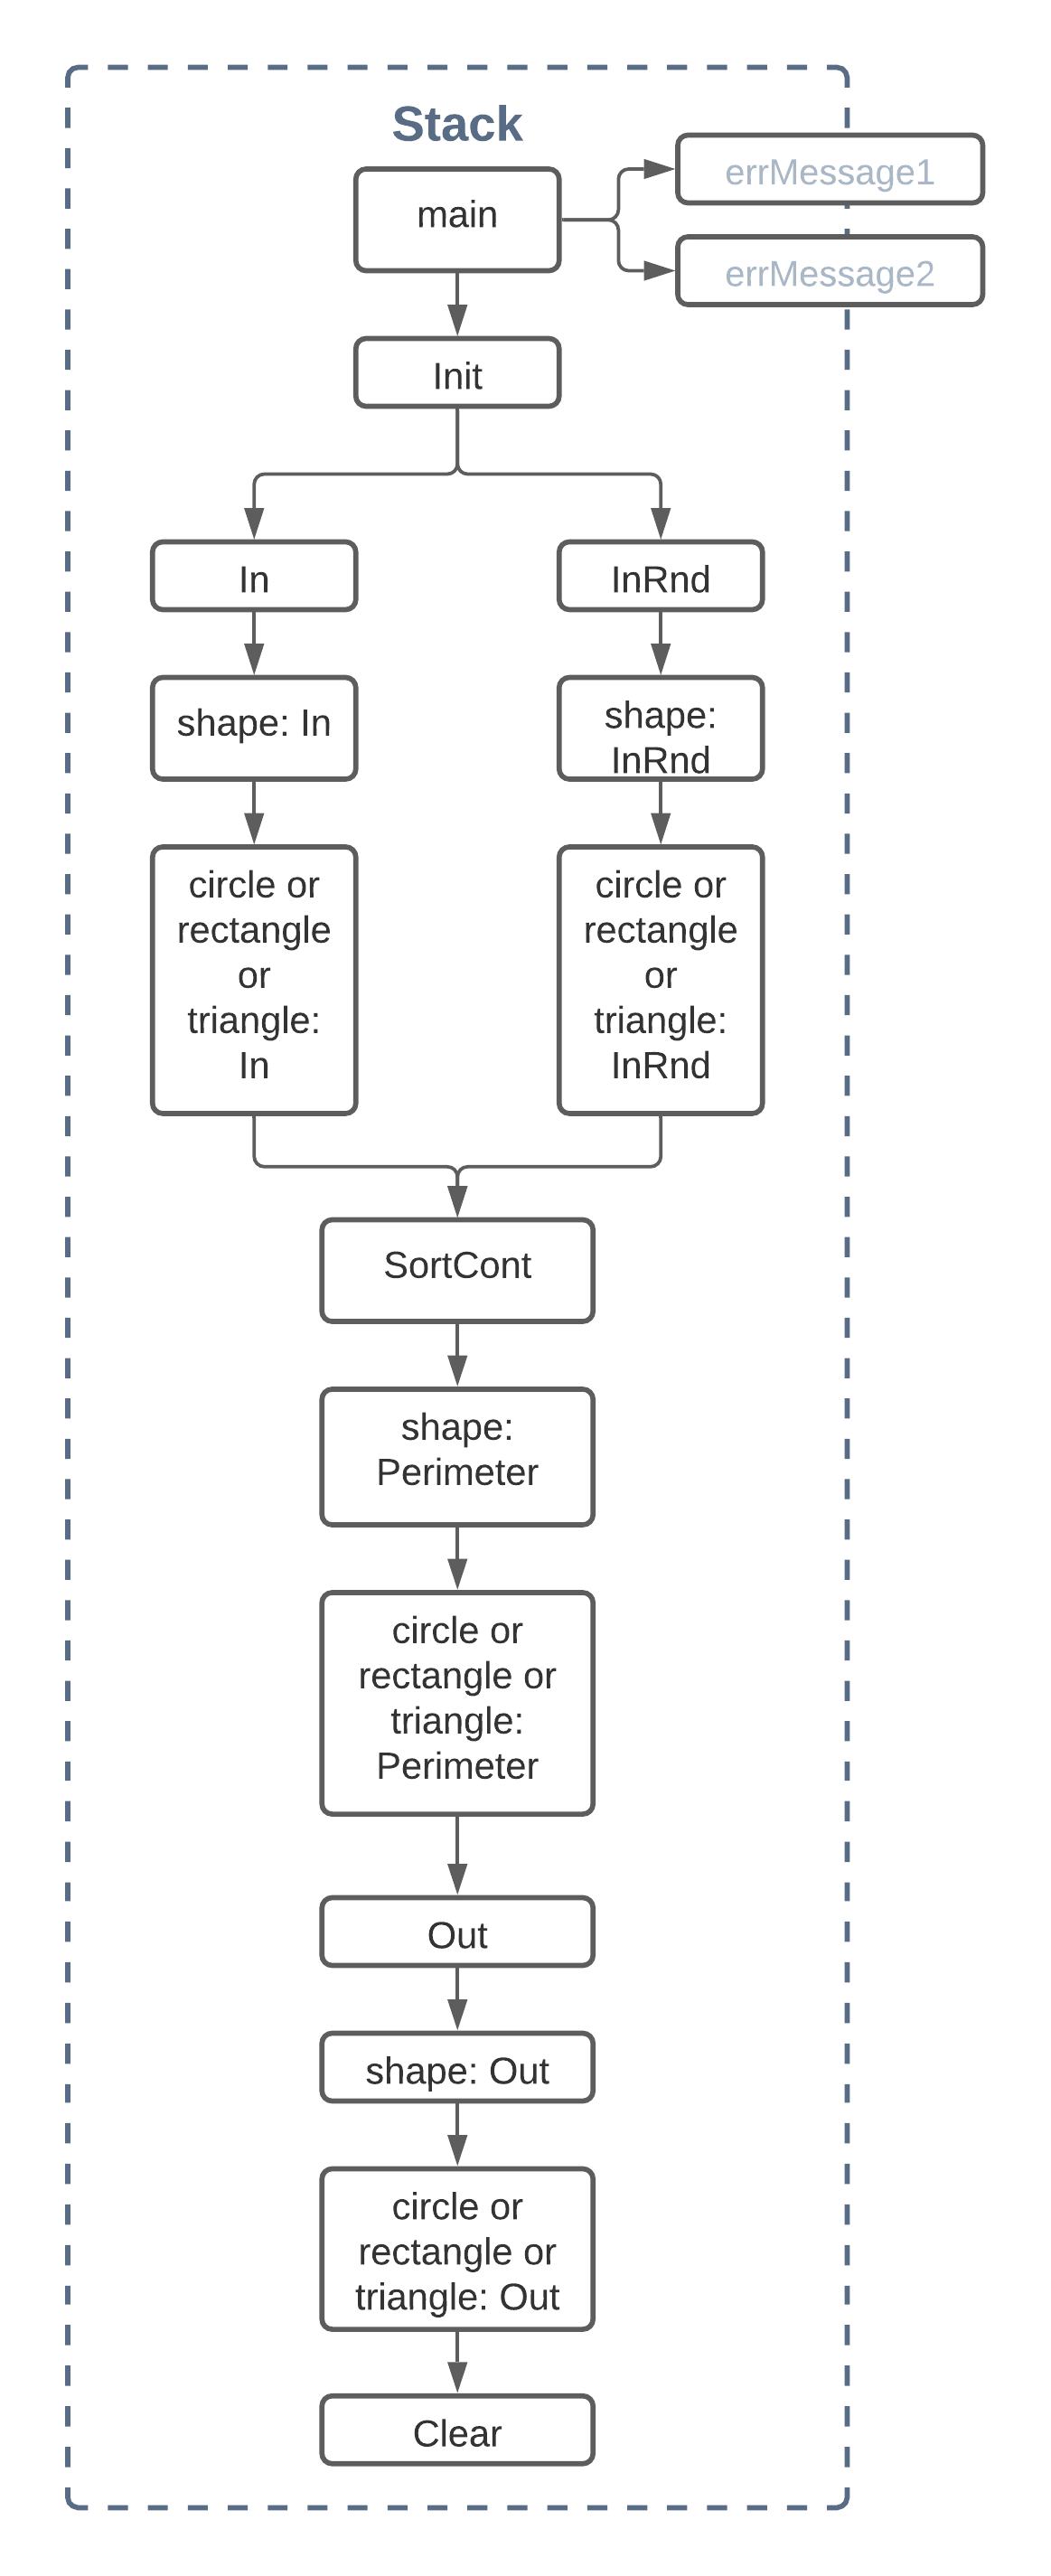 Stack
main
errMessage1
errMessage2
Init
In
InRnd
shape: In
shape:
InRnd
circle or
rectangle
or
triangle:
In
circle or
rectangle
or
triangle:
InRnd
SortCont
shape:
Perimeter
circle or
rectangle or
triangle:
Perimeter
Out
shape: Out
circle or
rectangle or
triangle: Out
Clear